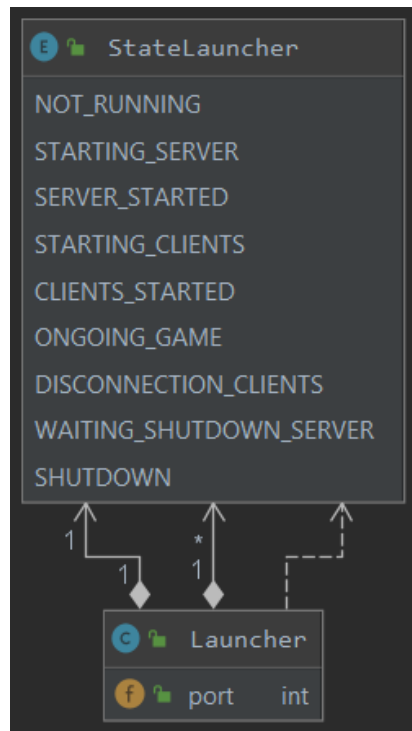 E StateLauncher
NOT_RUNNING
STARTING_SERVER
SERVER_STARTED
STARTING_CLIENTS
CLIENTS_STARTED
ONGOING_GAME
DISCONNECTION_CLIENTS
WAITING_SHUTDOWN_SERVER
SHUTDOWN
1 *
1 1
C Launcher
f port int